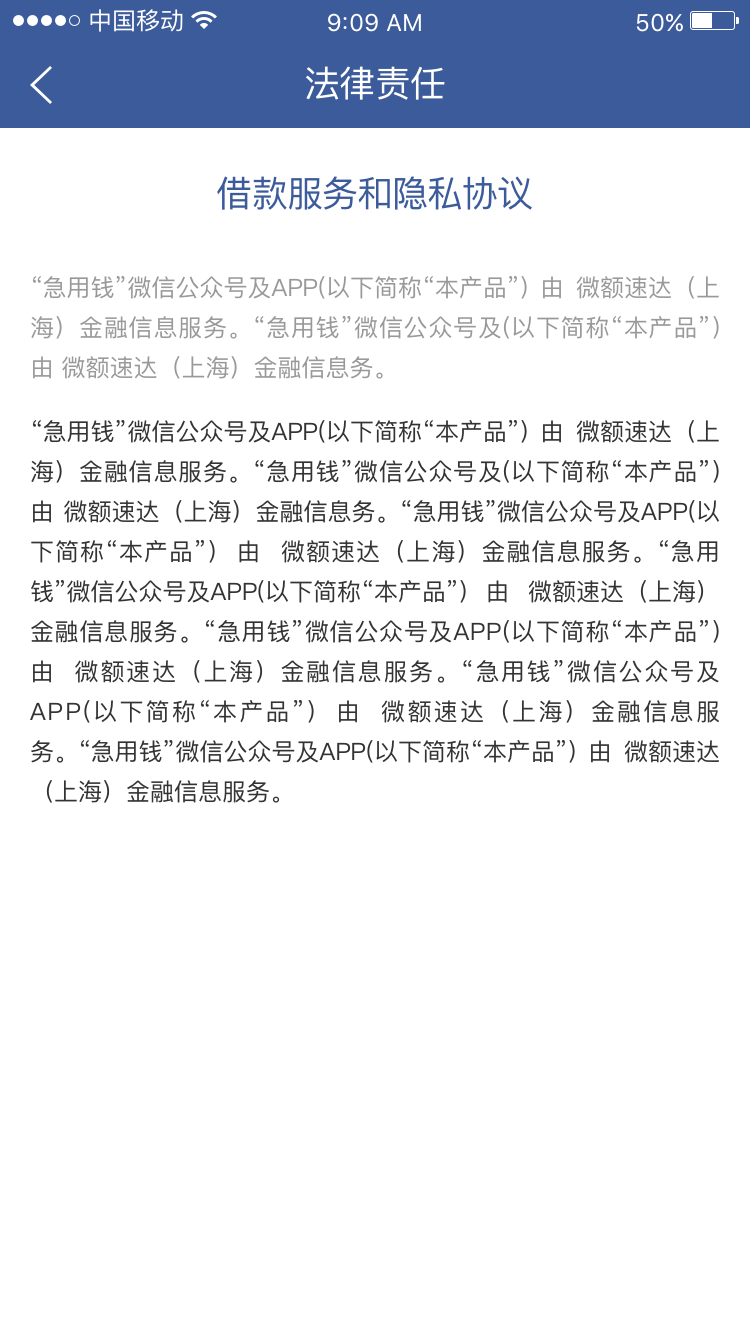 中国移动 9:09 AM 50%
法律责任
借款服务和隐私协议
“急用钱”微信公众号及APP(以下简称“本产品”）由 微额速达（上
海）金融信息服务。“急用钱”微信公众号及(以下简称“本产品”）
由 微额速达（上海）金融信息务。
“急用钱”微信公众号及APP(以下简称“本产品”）由 微额速达（上
海）金融信息服务。“急用钱”微信公众号及(以下简称“本产品”）
由 微额速达（上海）金融信息务。“急用钱”微信公众号及APP(以
下简称“本产品”） 由 微额速达（上海）金融信息服务。“急用
钱”微信公众号及APP(以下简称“本产品”） 由 微额速达（上海）
金融信息服务。“急用钱”微信公众号及APP(以下简称“本产品”）
由 微额速达（上海）金融信息服务。“急用钱”微信公众号及
APP(以下简称“本产品”） 由 微额速达（上海）金融信息服
务。“急用钱”微信公众号及APP(以下简称“本产品”）由 微额速达
（上海）金融信息服务。